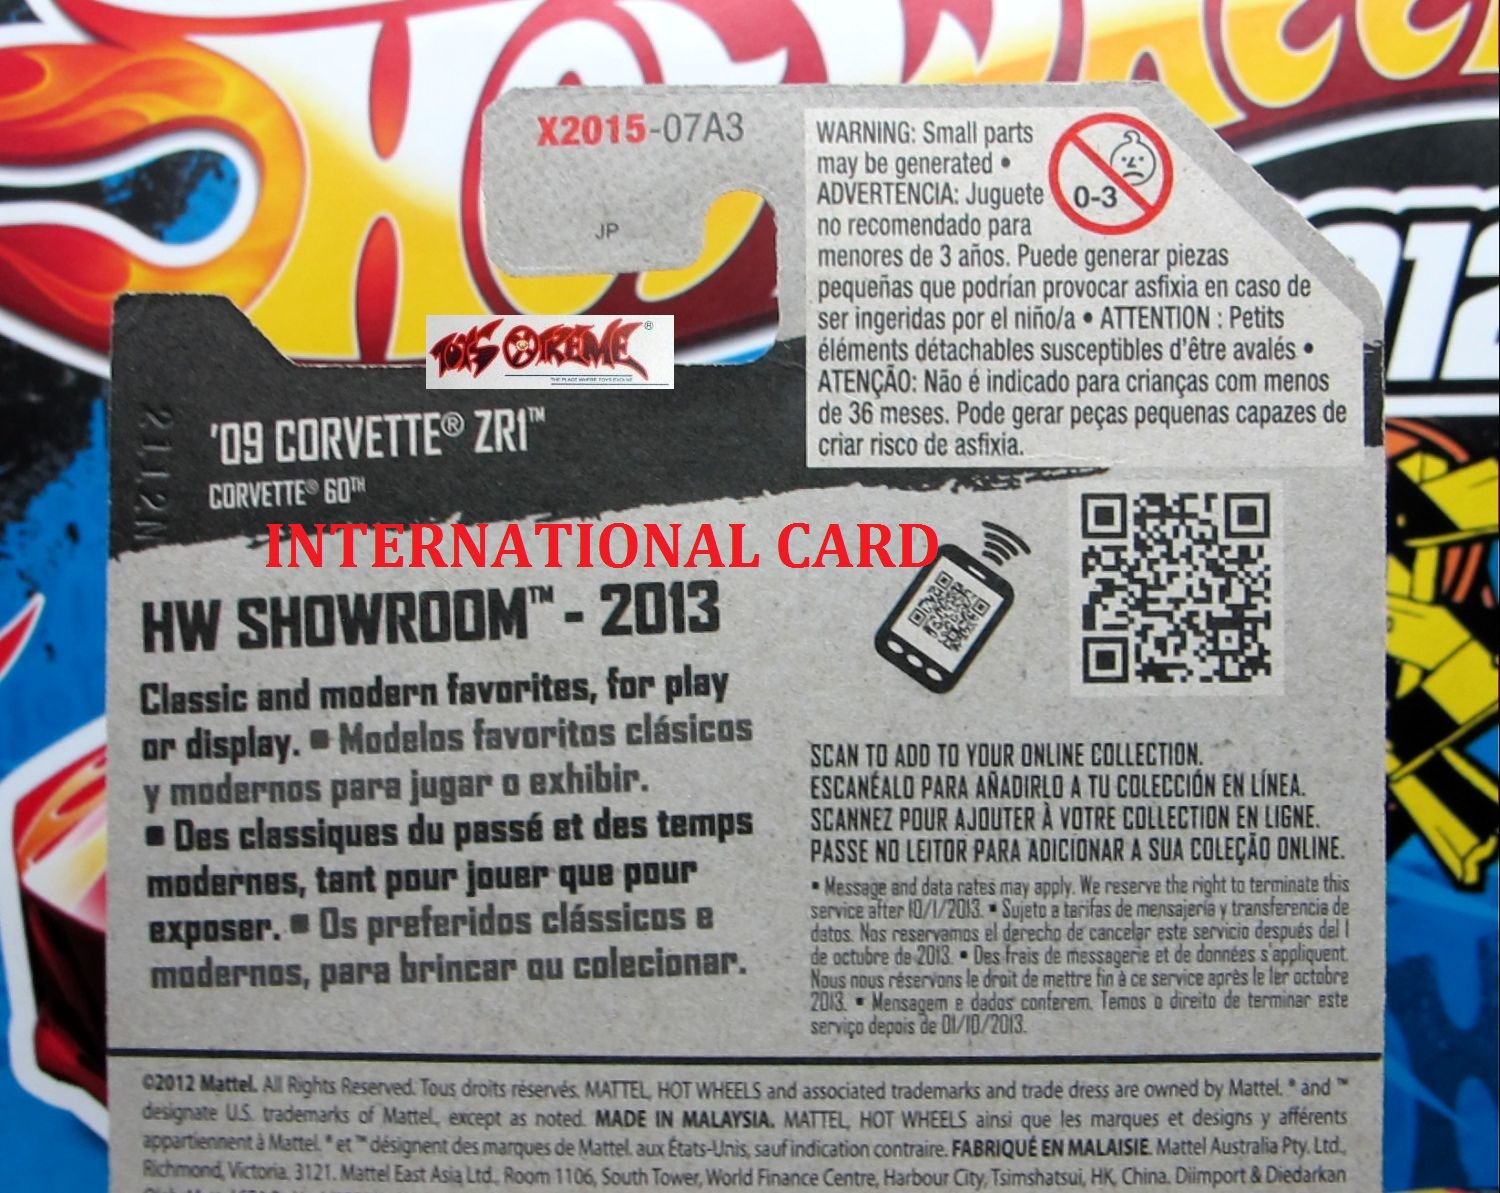 HOT WHEELS
X2015-07A3
JP
WARNING: Small parts
may be generated •
ADVERTENCIA: Juguete
no recomendado para
menores de 3 años. Puede generar piezas
pequeñas que podrían provocar asfixia en caso de
ser ingeridas por el niño/a • ATTENTION : Petits
éléments détachables susceptibles d'être avalés •
ATENÇÃO: Não é indicado para crianças com menos
de 36 meses. Pode gerar peças pequenas capazes de
criar risco de asfixia.
0-3
TOYS XTREME ®
THE PLACE WHERE TOYS EVOLVE
2112N
'09 CORVETTE® ZR1™
CORVETTE® 60TH
INTERNATIONAL CARD
HW SHOWROOM™ - 2013
Classic and modern favorites, for play
or display. ▪ Modelos favoritos clásicos
y modernos para jugar o exhibir.
▪ Des classiques du passé et des temps
modernes, tant pour jouer que pour
exposer. ▪ Os preferidos clássicos e
modernos, para brincar ou colecionar.
SCAN TO ADD TO YOUR ONLINE COLLECTION.
ESCANÉALO PARA AÑADIRLO A TU COLECCIÓN EN LÍNEA.
SCANNEZ POUR AJOUTER À VOTRE COLLECTION EN LIGNE.
PASSE NO LEITOR PARA ADICIONAR A SUA COLEÇÃO ONLINE.
▪ Message and data rates may apply. We reserve the right to terminate this
service after 10/1/2013. ▪ Sujeto a tarifas de mensajería y transferencia de
datos. Nos reservamos el derecho de cancelar este servicio después del 1
de octubre de 2013. ▪ Des frais de messagerie et de données s'appliquent.
Nous nous réservons le droit de mettre fin à ce service après le 1er octobre
2013. ▪ Mensagem e dados conferem. Temos o direito de terminar este
serviço depois de 01/10/2013.
©2012 Mattel. All Rights Reserved. Tous droits réservés. MATTEL, HOT WHEELS and associated trademarks and trade dress are owned by Mattel. ® and ™
designate U.S. trademarks of Mattel, except as noted. MADE IN MALAYSIA. MATTEL, HOT WHEELS ainsi que les marques et designs y afférents
appartiennent à Mattel. ® et ™ désignent des marques de Mattel aux États-Unis, sauf indication contraire. FABRIQUÉ EN MALAISIE. Mattel Australia Pty. Ltd.,
Richmond, Victoria. 3121. Mattel East Asia Ltd., Room 1106, South Tower, World Finance Centre, Harbour City, Tsimshatsui, HK, China. Diimport & Diedarkan